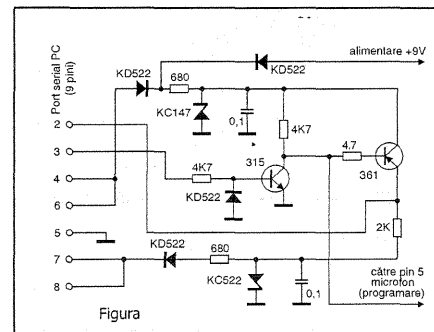 alimentare +9V
KD522
Port serial PC
(9 pini)
KD522
680
KC147
0,1
4K7
2
3
4
6
5
7
8
4K7
KD522
315
4.7
361
2K
KD522
680
KC522
0,1
către pin 5
microfon
(programare)
Figura